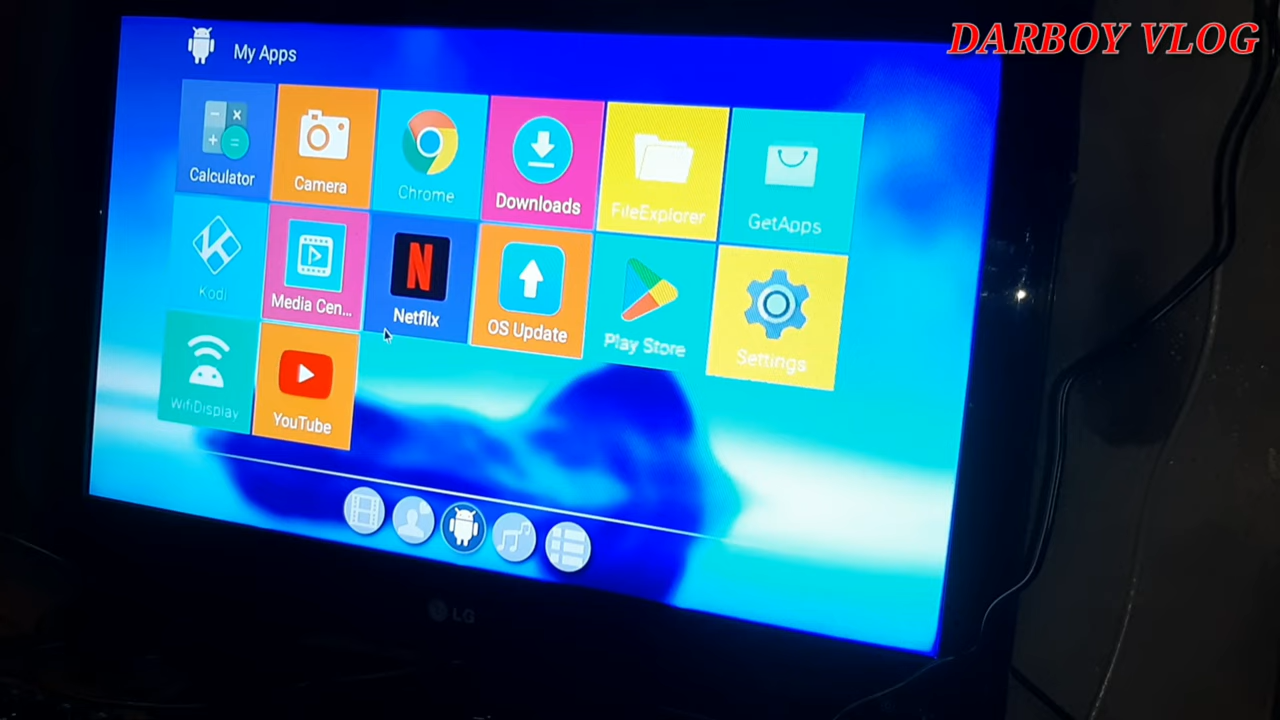 DARBOY VLOG
My Apps
Calculator
Camera
Chrome
Downloads
FileExplorer
GetApps
Kodi
Media Cen...
Netflix
OS Update
Play Store
Settings
WifiDisplay
YouTube
LG